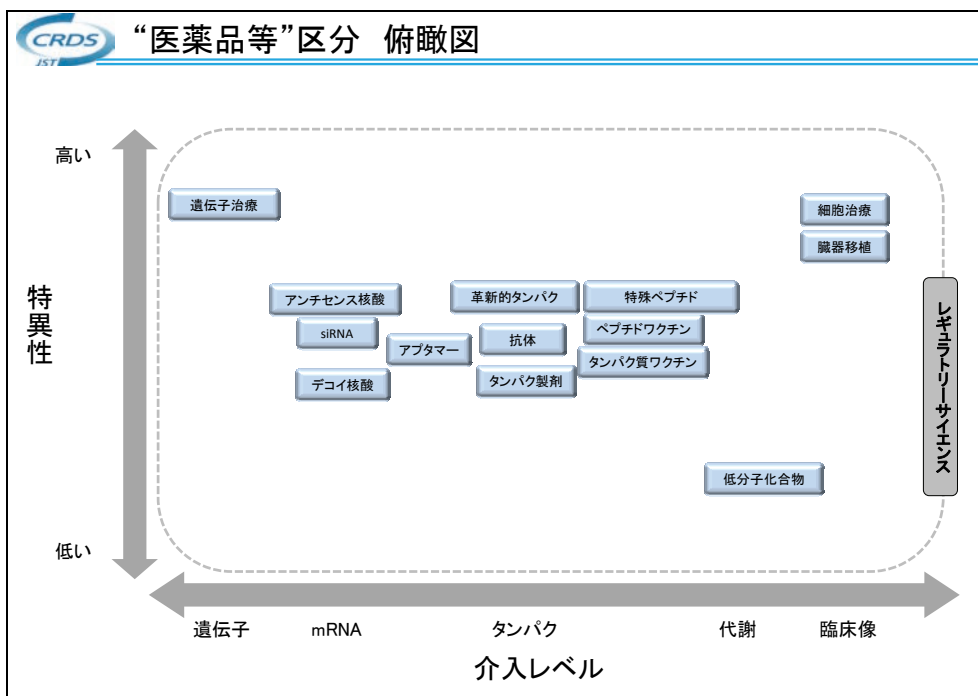 CRDS
JST
“医薬品等”区分 俯瞰図
高い
特異性
低い
遺伝子治療
細胞治療
臓器移植
アンチセンス核酸
革新的タンパク
特殊ペプチド
siRNA
抗体
ペプチドワクチン
アプタマー
タンパク質ワクチン
デコイ核酸
タンパク製剤
低分子化合物
レギュラトリーサイエンス
遺伝子
mRNA
タンパク
代謝
臨床像
介入レベル